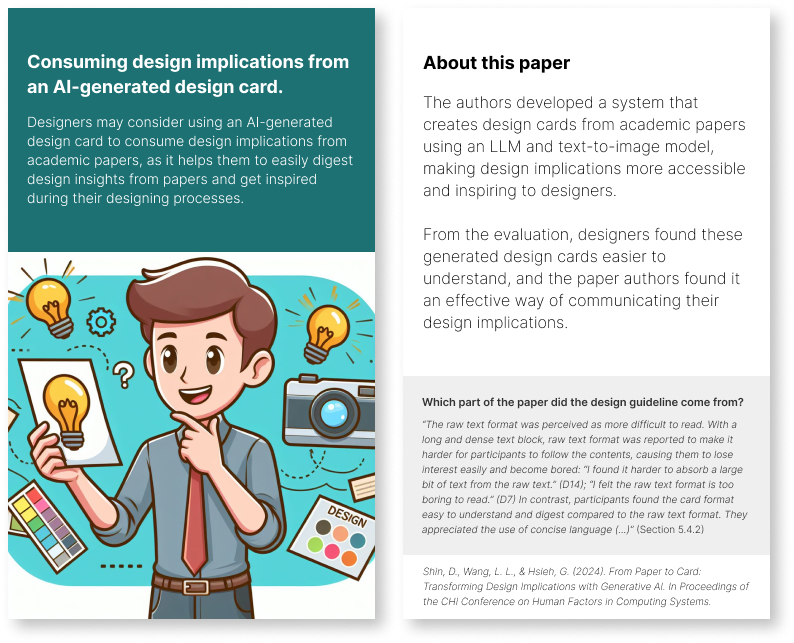 Consuming design implications from
an AI-generated design card.
Designers may consider using an AI-generated
design card to consume design implications from
academic papers, as it helps them to easily digest
design insights from papers and get inspired
during their designing processes.
?
DESIGN
About this paper
The authors developed a system that
creates design cards from academic papers
using an LLM and text-to-image model,
making design implications more accessible
and inspiring to designers.
From the evaluation, designers found these
generated design cards easier to
understand, and the paper authors found it
an effective way of communicating their
design implications.
Which part of the paper did the design guideline come from?
“The raw text format was perceived as more difficult to read. With a
long and dense text block, raw text format was reported to make it
harder for participants to follow the contents, causing them to lose
interest easily and become bored: “I found it harder to absorb a large
bit of text from the raw text.” (D14); “I felt the raw text format is too
boring to read.” (D7) In contrast, participants found the card format
easy to understand and digest compared to the raw text format. They
appreciated the use of concise language (...)” (Section 5.4.2)
Shin, D., Wang, L. L., & Hsieh, G. (2024). From Paper to Card:
Transforming Design Implications with Generative AI. In Proceedings of
the CHI Conference on Human Factors in Computing Systems.